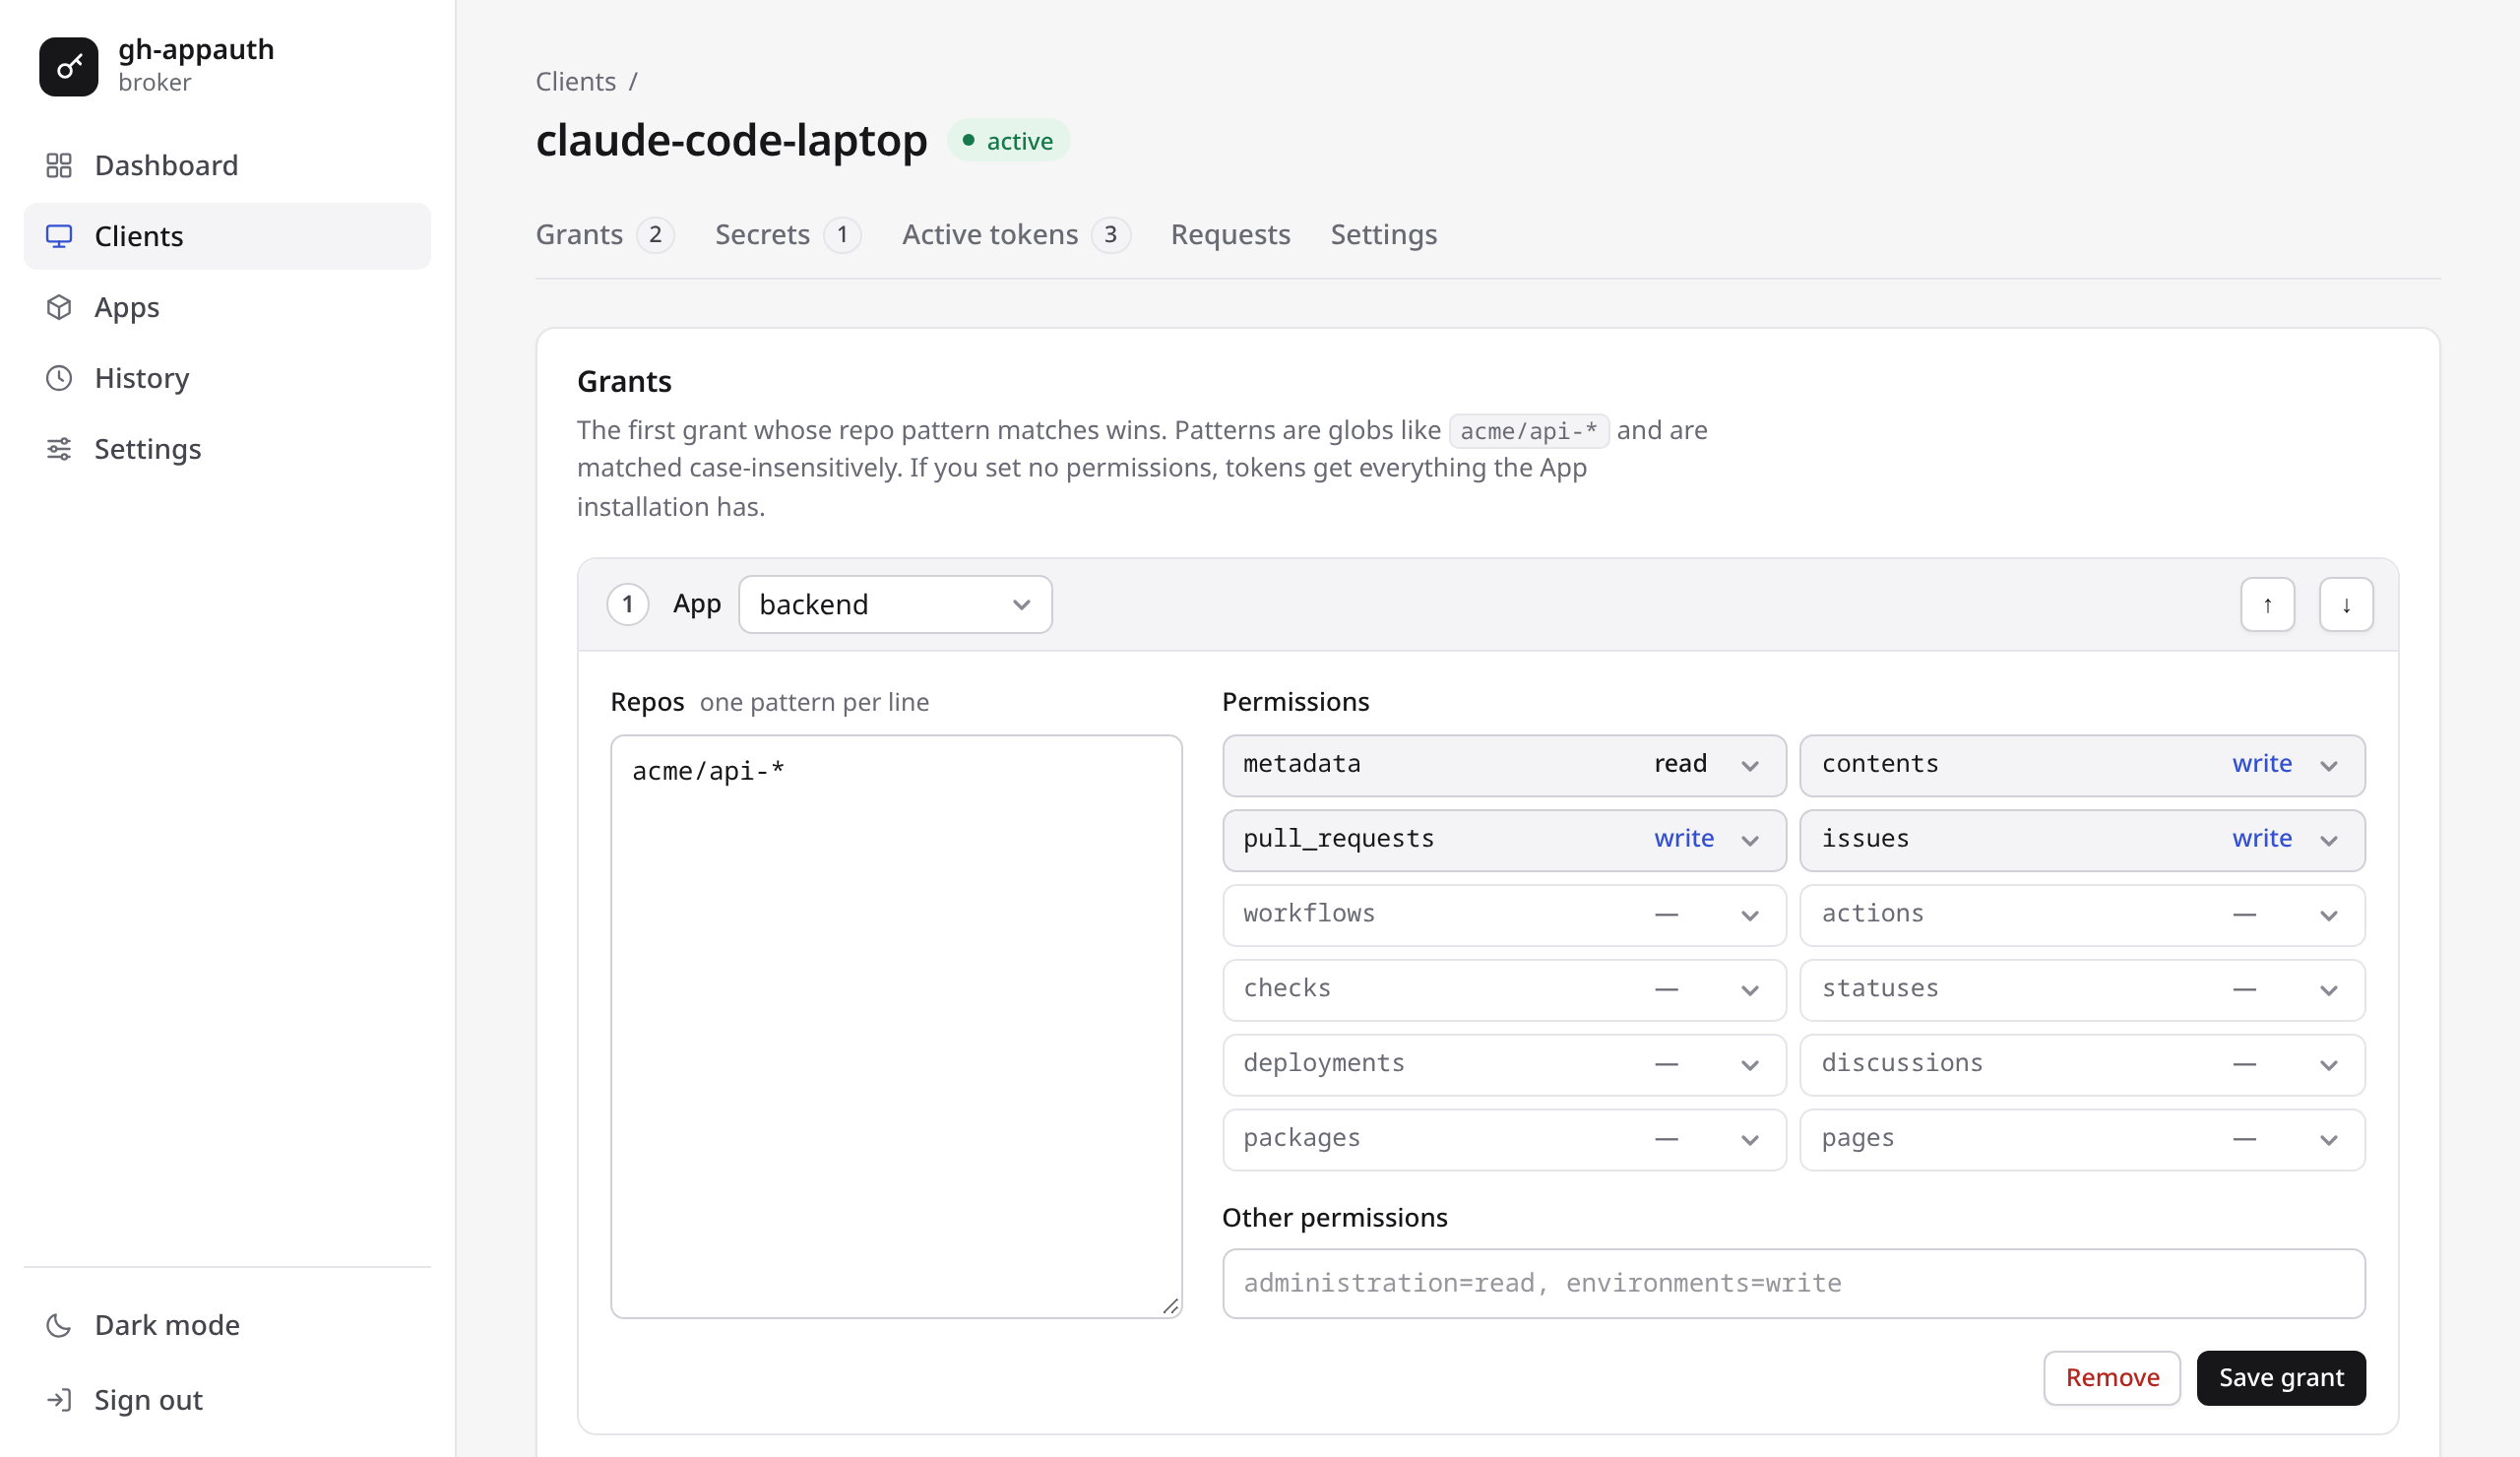 gh-appauth
broker
Dashboard
Clients
Apps
History
Settings
Dark mode
Sign out
Clients /
claude-code-laptop active
Grants 2 Secrets 1 Active tokens 3 Requests Settings
Grants
The first grant whose repo pattern matches wins. Patterns are globs like acme/api-* and are
matched case-insensitively. If you set no permissions, tokens get everything the App
installation has.
1 App backend ↑ ↓
Repos one pattern per line
acme/api-*
Permissions
metadata read contents write
pull_requests write issues write
workflows — actions —
checks — statuses —
deployments — discussions —
packages — pages —
Other permissions
administration=read, environments=write
Remove Save grant